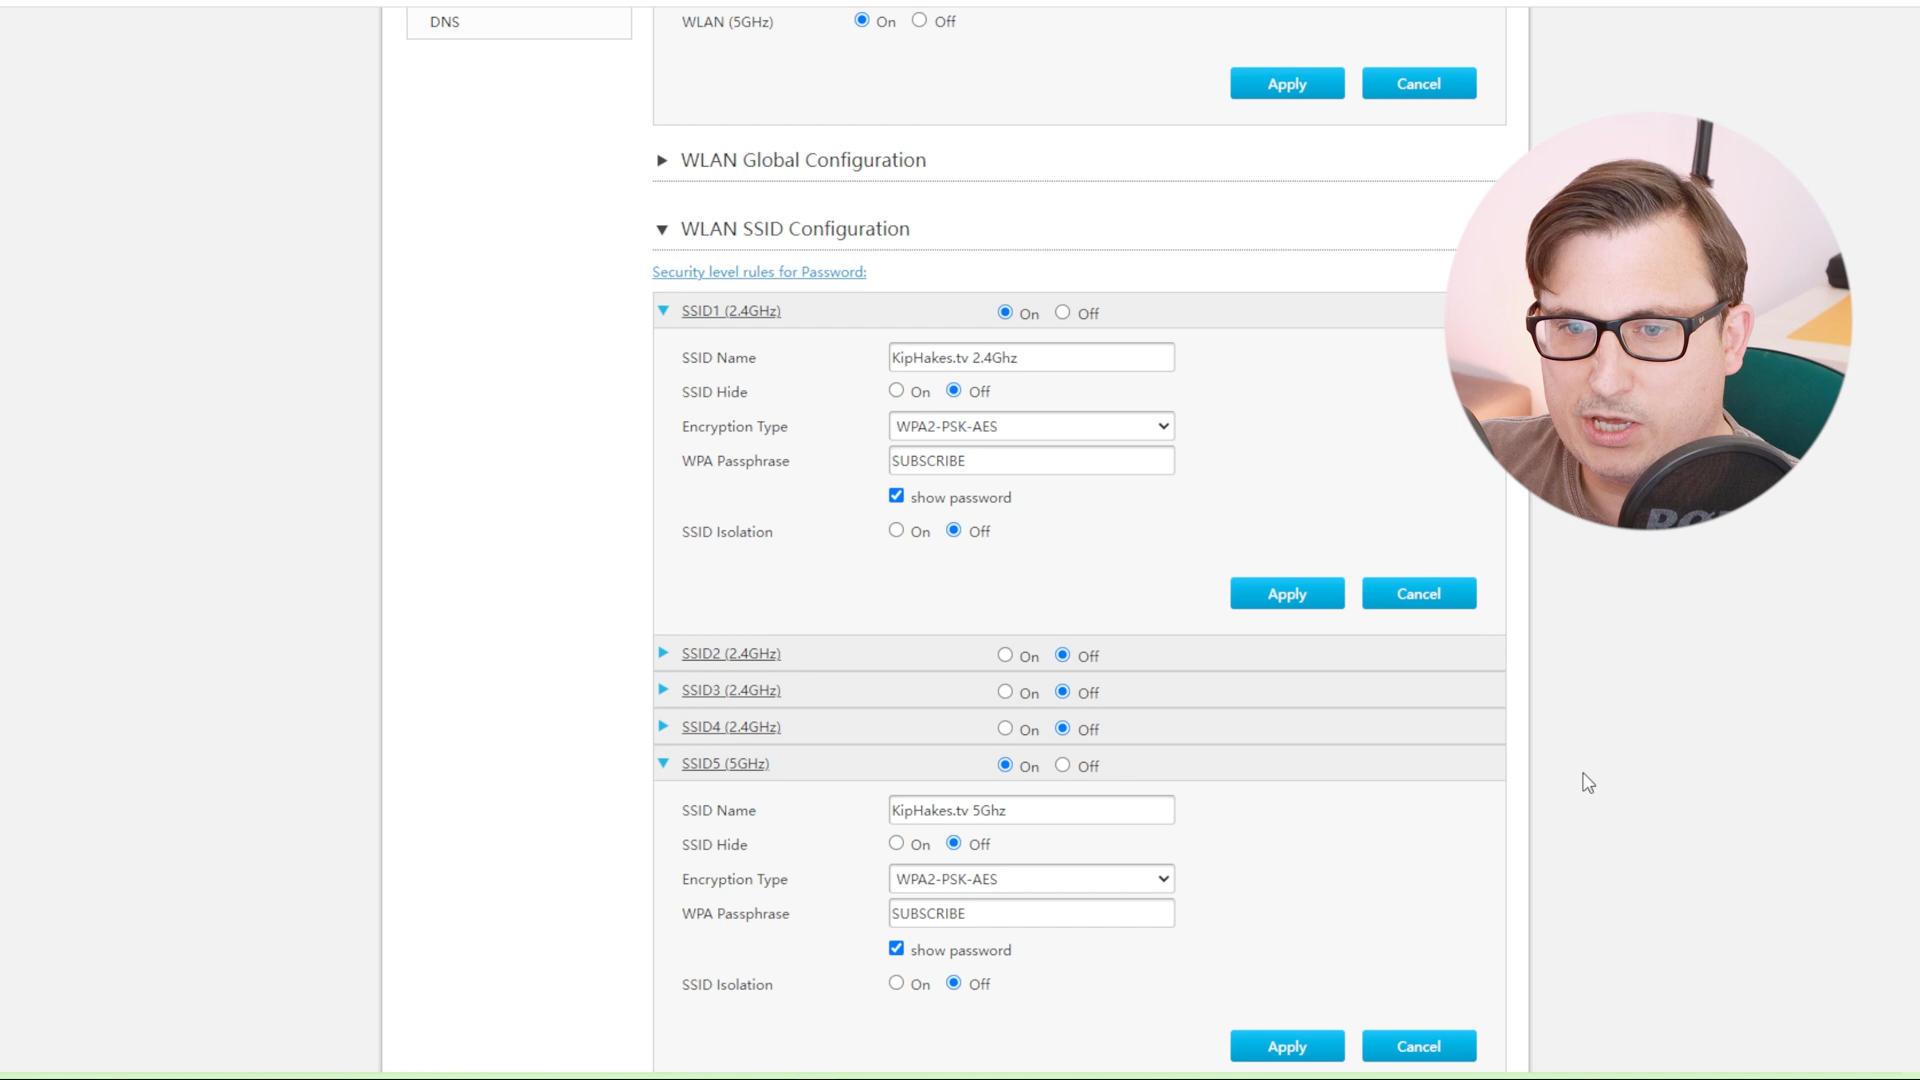 DNS
WLAN (5GHz) On Off
Apply Cancel
WLAN Global Configuration
WLAN SSID Configuration
Security level rules for Password:
SSID1 (2.4GHz) On Off
SSID Name KipHakes.tv 2.4Ghz
SSID Hide On Off
Encryption Type WPA2-PSK-AES
WPA Passphrase SUBSCRIBE
show password
SSID Isolation On Off
Apply Cancel
SSID2 (2.4GHz) On Off
SSID3 (2.4GHz) On Off
SSID4 (2.4GHz) On Off
SSID5 (5GHz) On Off
SSID Name KipHakes.tv 5Ghz
SSID Hide On Off
Encryption Type WPA2-PSK-AES
WPA Passphrase SUBSCRIBE
show password
SSID Isolation On Off
Apply Cancel